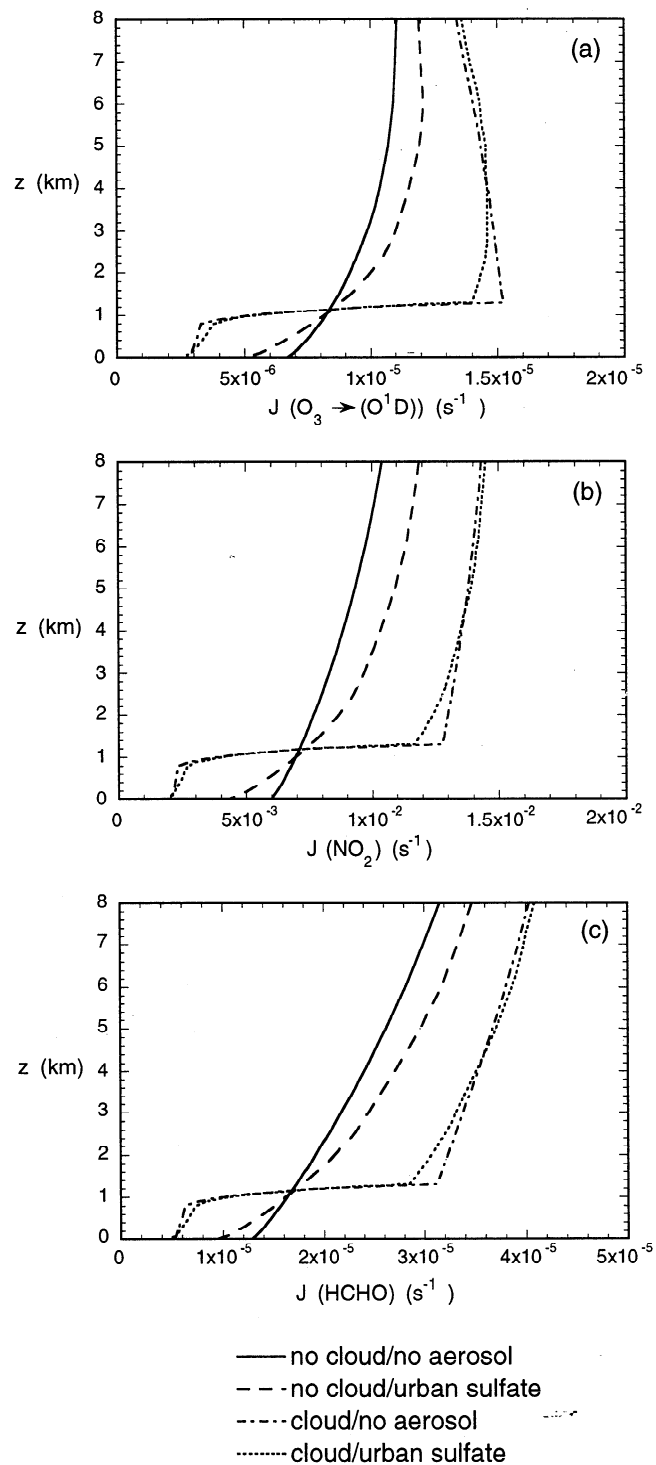 8
(a)
7
6
5
z (km) 4
3
2
1
0
0 5x10⁻⁶ 1x10⁻⁵ 1.5x10⁻⁵ 2x10⁻⁵
J (O₃ → (O¹D)) (s⁻¹)
8
(b)
7
6
5
z (km) 4
3
2
1
0
0 5x10⁻³ 1x10⁻² 1.5x10⁻² 2x10⁻²
J (NO₂) (s⁻¹)
8
(c)
7
6
5
z (km) 4
3
2
1
0
0 1x10⁻⁵ 2x10⁻⁵ 3x10⁻⁵ 4x10⁻⁵ 5x10⁻⁵
J (HCHO) (s⁻¹)
no cloud/no aerosol
no cloud/urban sulfate
cloud/no aerosol
cloud/urban sulfate